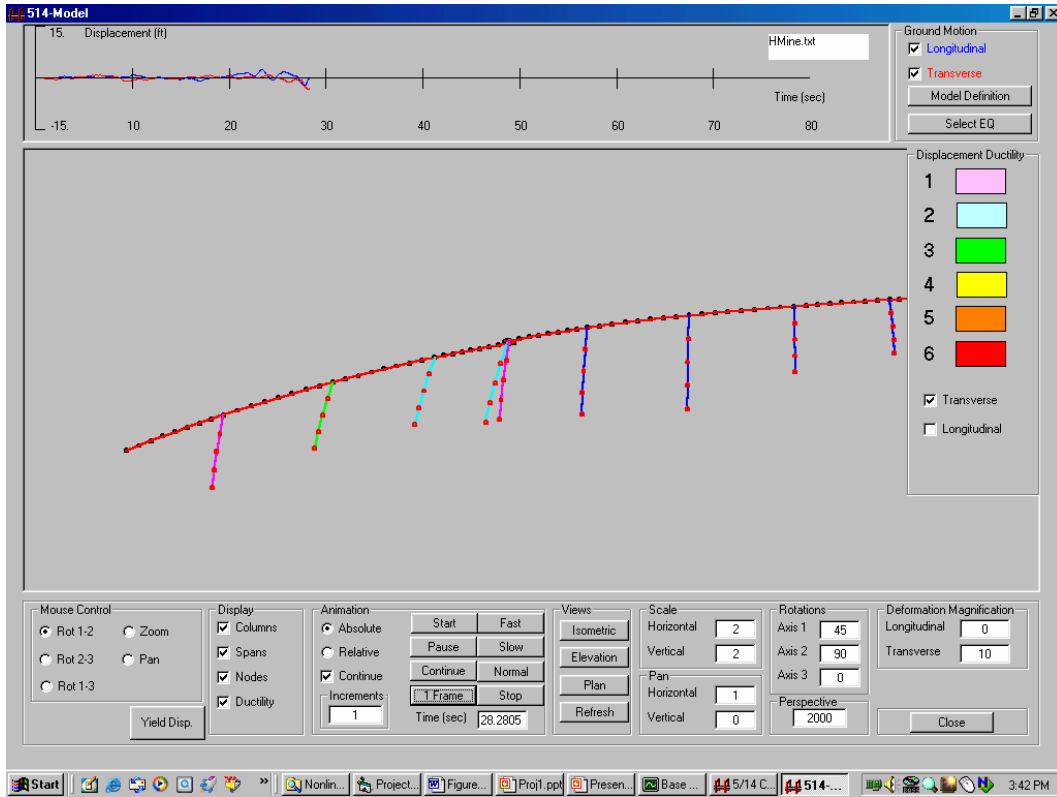 514-Model
15. Displacement (ft)
HMine.txt
Time (sec)
-15. 10 20 30 40 50 60 70 80
Ground Motion
Longitudinal
Transverse
Model Definition
Select EQ
Displacement Ductility
1
2
3
4
5
6
Transverse
Longitudinal
Mouse Control
Rot 1-2 Zoom
Rot 2-3 Pan
Rot 1-3
Yield Disp.
Display
Columns
Spans
Nodes
Ductility
Animation
Absolute
Relative
Continue
Increments
1
Start Fast
Pause Slow
Continue Normal
1 Frame Stop
Time (sec) 28.2805
Views
Isometric
Elevation
Plan
Refresh
Scale
Horizontal 2
Vertical 2
Pan
Horizontal 1
Vertical 0
Rotations
Axis 1 45
Axis 2 90
Axis 3 0
Perspective
2000
Deformation Magnification
Longitudinal 0
Transverse 10
Close
Start » Nonlin... Project... Figure... Proj1.ppt Presen... Base ... 5/14 C... 514-... 3:42 PM